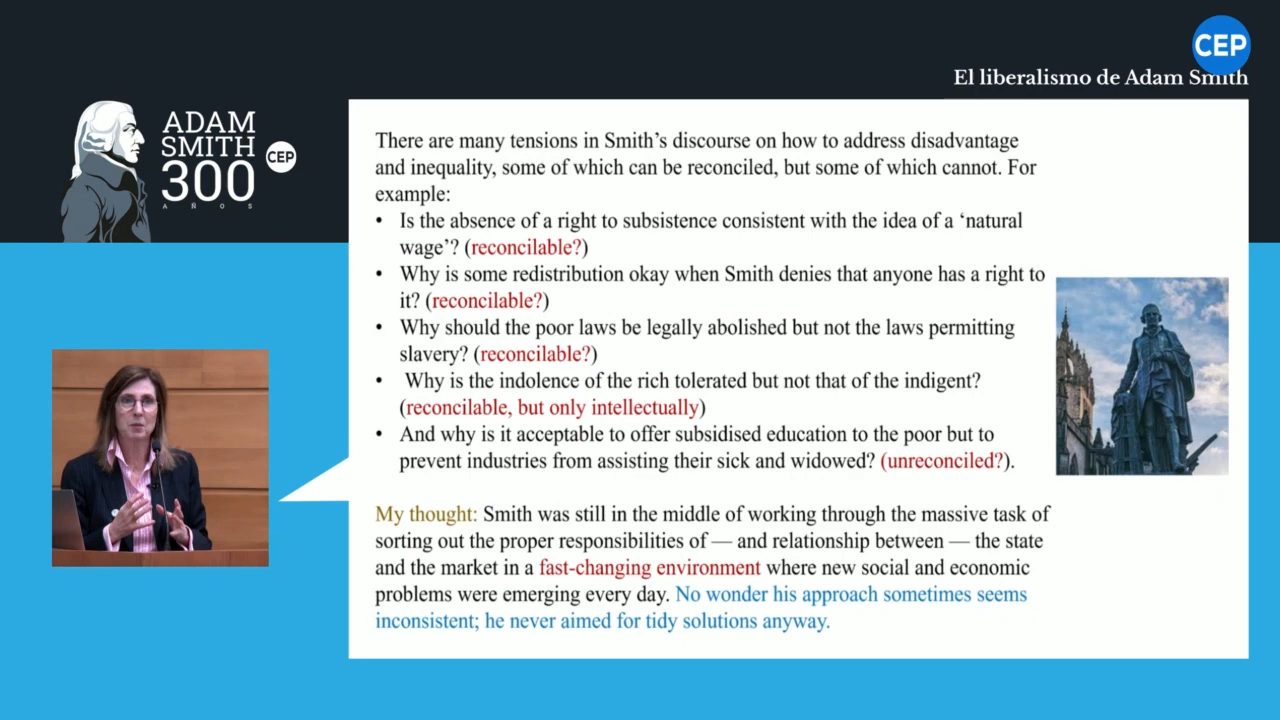 CEP
El liberalismo de Adam Smith
ADAM
SMITH
300
AÑOS
CEP
There are many tensions in Smith’s discourse on how to address disadvantage
and inequality, some of which can be reconciled, but some of which cannot. For
example:
• Is the absence of a right to subsistence consistent with the idea of a ‘natural
wage’? (reconcilable?)
• Why is some redistribution okay when Smith denies that anyone has a right to
it? (reconcilable?)
• Why should the poor laws be legally abolished but not the laws permitting
slavery? (reconcilable?)
• Why is the indolence of the rich tolerated but not that of the indigent?
(reconcilable, but only intellectually)
• And why is it acceptable to offer subsidised education to the poor but to
prevent industries from assisting their sick and widowed? (unreconciled?).
My thought: Smith was still in the middle of working through the massive task of
sorting out the proper responsibilities of — and relationship between — the state
and the market in a fast-changing environment where new social and economic
problems were emerging every day. No wonder his approach sometimes seems
inconsistent; he never aimed for tidy solutions anyway.